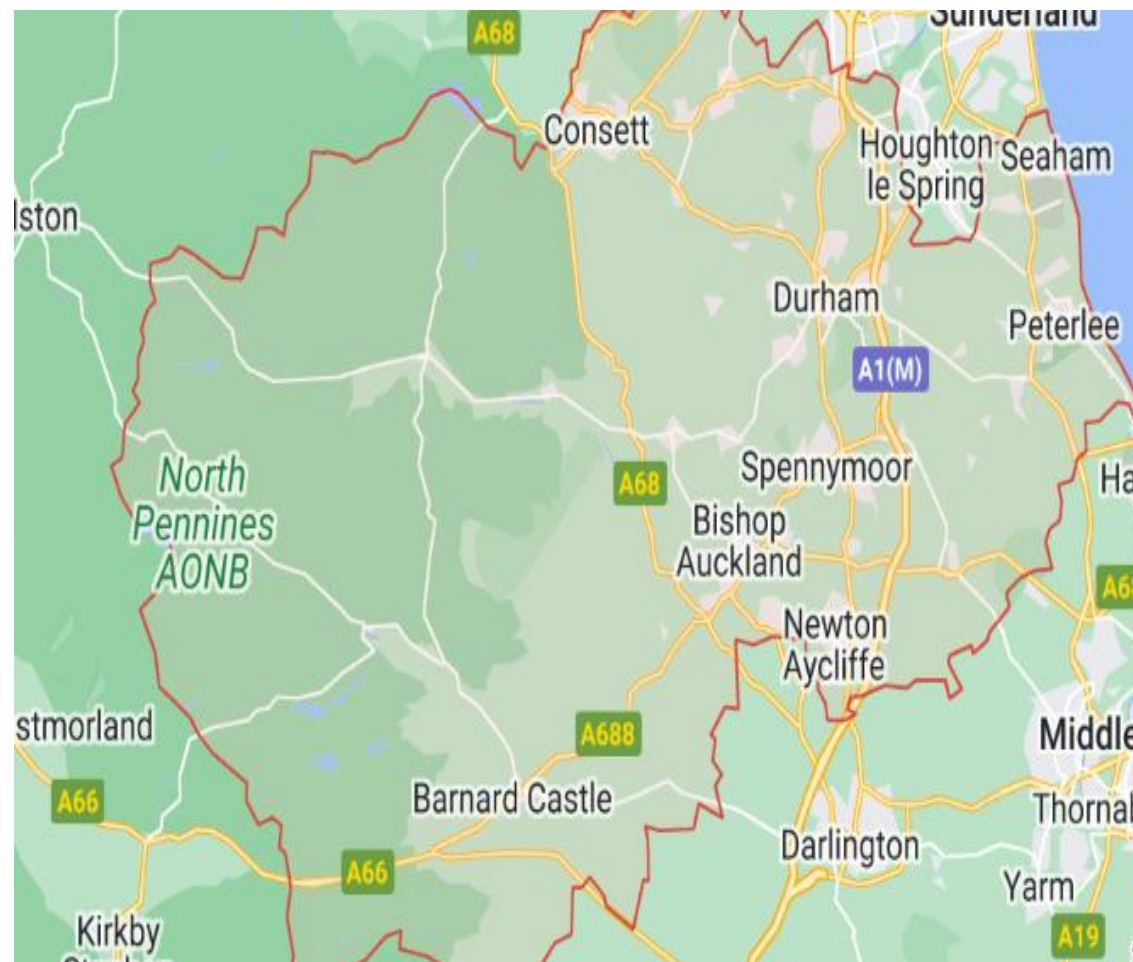 Sunderland
A68
Consett
Houghton
le Spring
Seaham
lston
Durham
Peterlee
A1(M)
North
Pennines
AONB
A68
Spennymoor
Ha
Bishop
Auckland
A68
Newton
Aycliffe
stmorland
A688
Middle
A66
Barnard Castle
Thornal
Darlington
A66
Yarm
Kirkby
A19